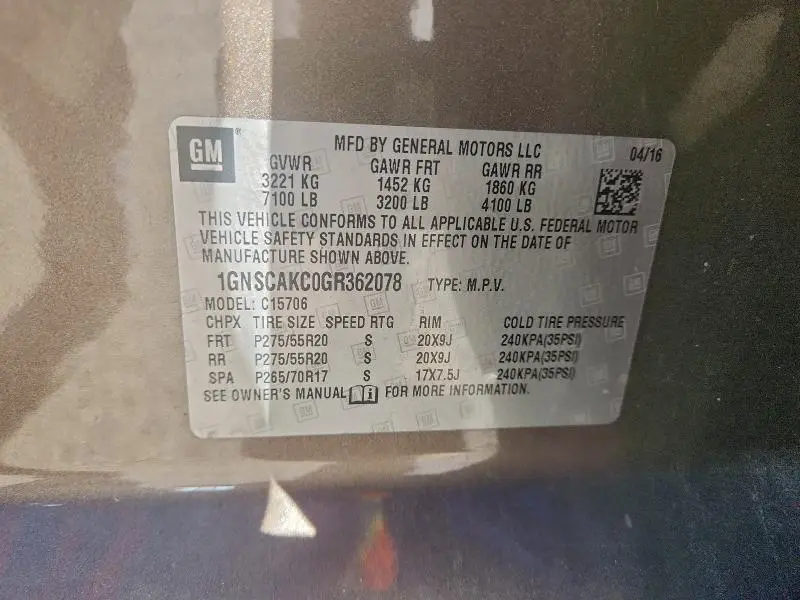 GM
MFD BY GENERAL MOTORS LLC 04/16
GVWR GAWR FRT GAWR RR
3221 KG 1452 KG 1860 KG
7100 LB 3200 LB 4100 LB
THIS VEHICLE CONFORMS TO ALL APPLICABLE U.S. FEDERAL MOTOR
VEHICLE SAFETY STANDARDS IN EFFECT ON THE DATE OF
MANUFACTURE SHOWN ABOVE.
1GNSCAKC0GR362078 TYPE: M.P.V.
MODEL: C15706
CHPX TIRE SIZE SPEED RTG RIM COLD TIRE PRESSURE
FRT P275/55R20 S 20X9J 240KPA(35PSI)
RR P275/55R20 S 20X9J 240KPA(35PSI)
SPA P265/70R17 S 17X7.5J 240KPA(35PSI)
SEE OWNER'S MANUAL FOR MORE INFORMATION.